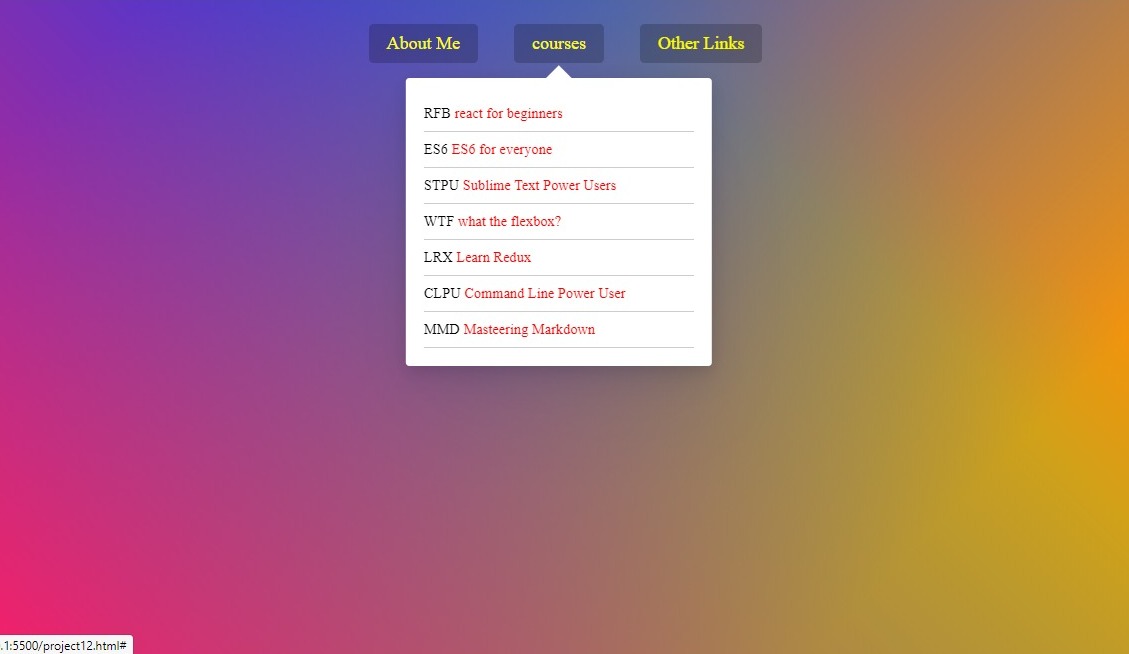 About Me courses Other Links
RFB react for beginners
ES6 ES6 for everyone
STPU Sublime Text Power Users
WTF what the flexbox?
LRX Learn Redux
CLPU Command Line Power User
MMD Masteering Markdown
.1:5500/project12.html#